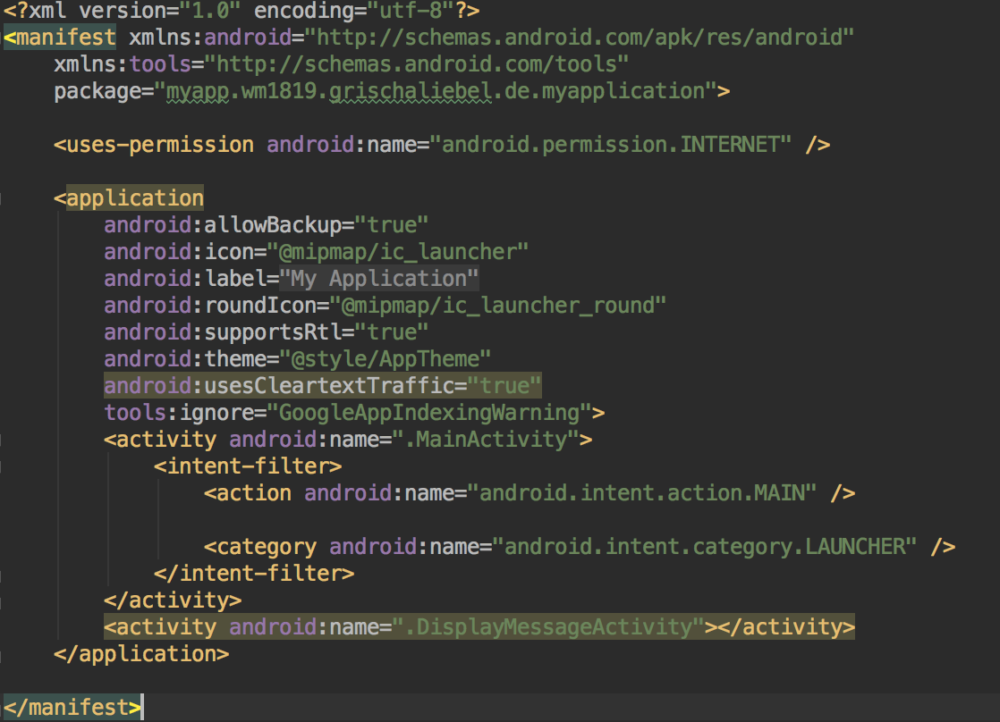 <?xml version="1.0" encoding="utf-8"?>
<manifest xmlns:android="http://schemas.android.com/apk/res/android"
    xmlns:tools="http://schemas.android.com/tools"
    package="myapp.wm1819.grischaliebel.de.myapplication">

    <uses-permission android:name="android.permission.INTERNET" />

    <application
        android:allowBackup="true"
        android:icon="@mipmap/ic_launcher"
        android:label="My Application"
        android:roundIcon="@mipmap/ic_launcher_round"
        android:supportsRtl="true"
        android:theme="@style/AppTheme"
        android:usesCleartextTraffic="true"
        tools:ignore="GoogleAppIndexingWarning">
        <activity android:name=".MainActivity">
            <intent-filter>
                <action android:name="android.intent.action.MAIN" />

                <category android:name="android.intent.category.LAUNCHER" />
            </intent-filter>
        </activity>
        <activity android:name=".DisplayMessageActivity"></activity>
    </application>

</manifest>